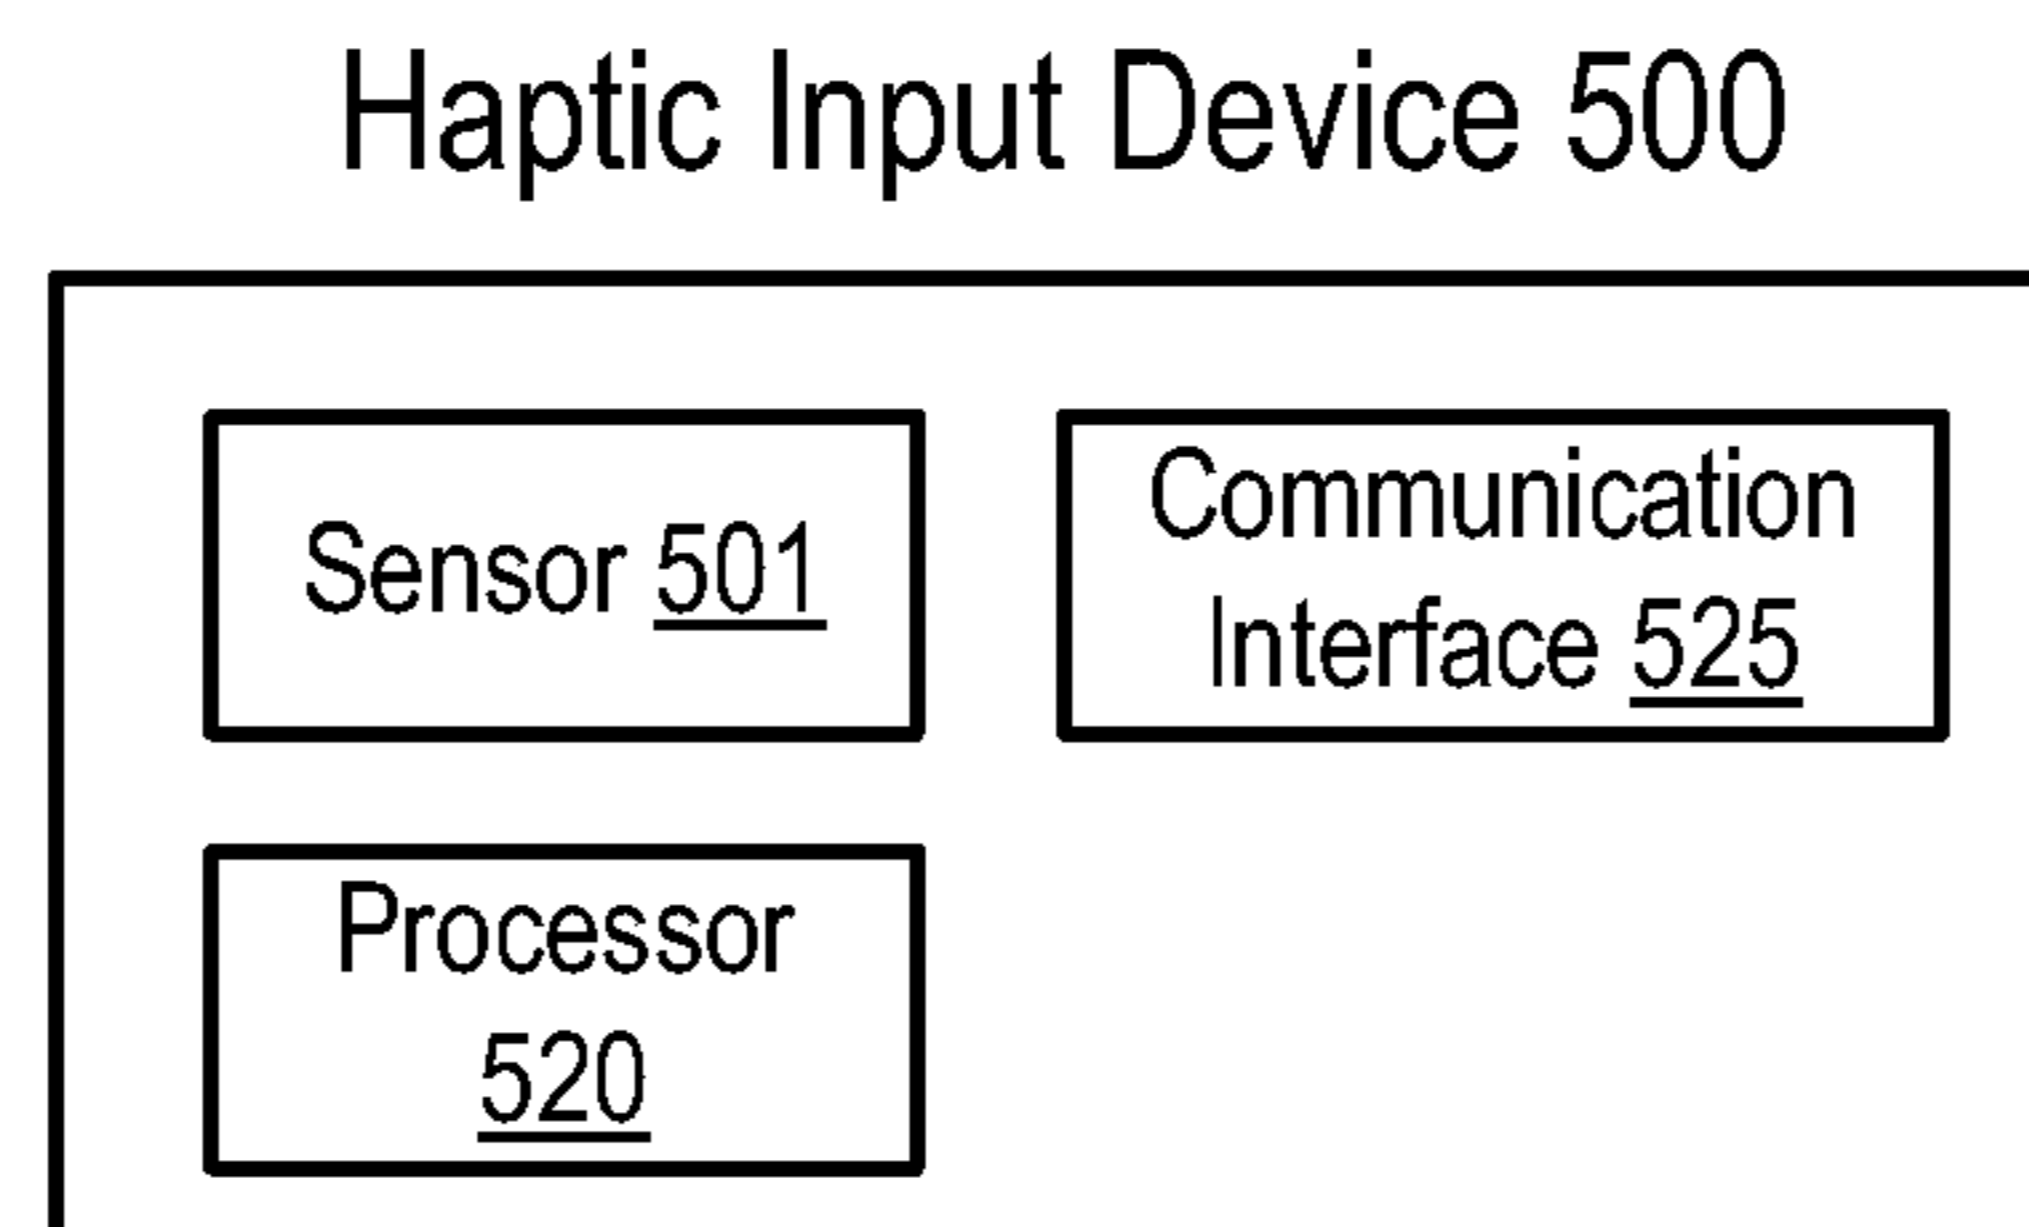 Haptic Input Device 500
Sensor 501
Communication
Interface 525
Processor
520